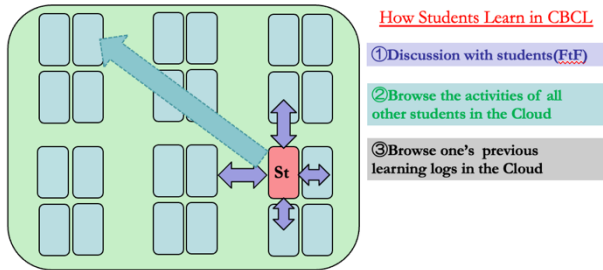 How Students Learn in CBCL
①Discussion with students(FtF)
②Browse the activities of all
other students in the Cloud
③Browse one's previous
learning logs in the Cloud
St